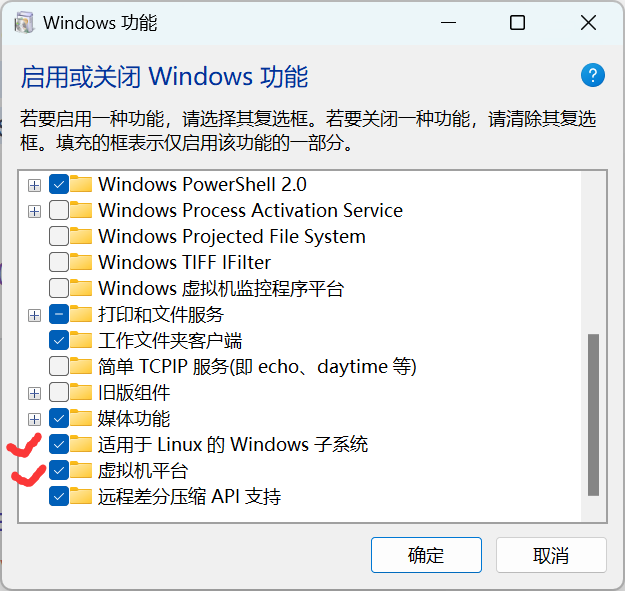 Windows 功能
启用或关闭 Windows 功能
?
若要启用一种功能，请选择其复选框。若要关闭一种功能，请清除其复选
框。填充的框表示仅启用该功能的一部分。
Windows PowerShell 2.0
Windows Process Activation Service
Windows Projected File System
Windows TIFF IFilter
Windows 虚拟机监控程序平台
打印和文件服务
工作文件夹客户端
简单 TCPIP 服务(即 echo、daytime 等)
旧版组件
媒体功能
适用于 Linux 的 Windows 子系统
虚拟机平台
远程差分压缩 API 支持
确定
取消